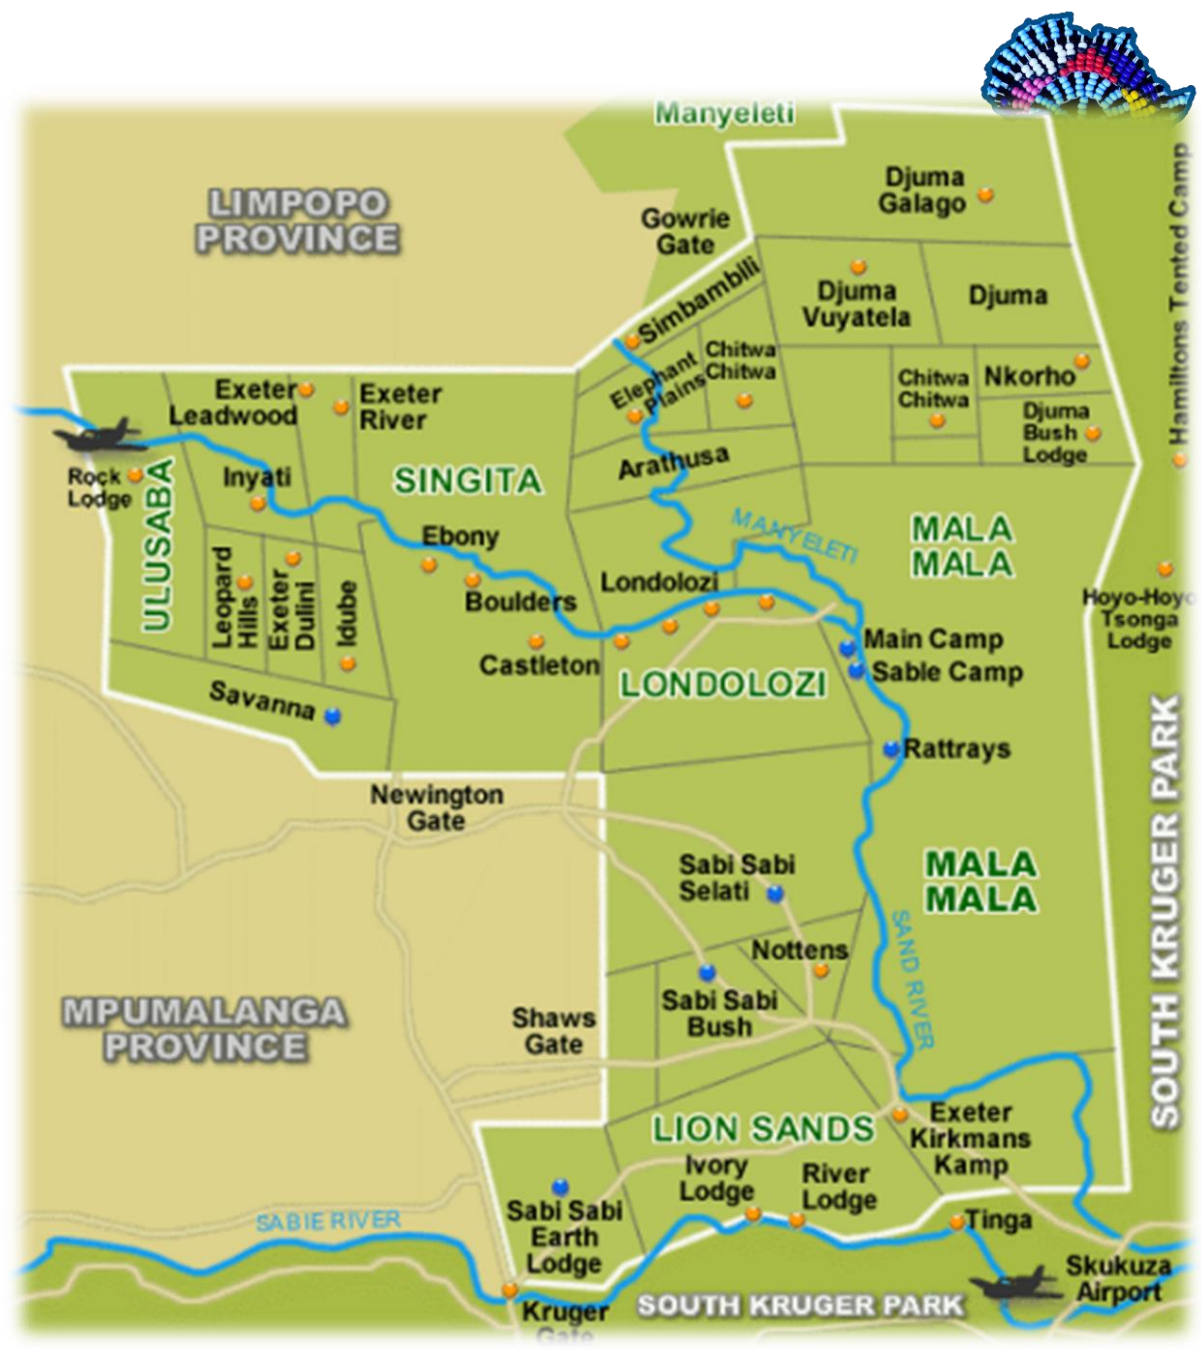 Manyeleti
LIMPOPO
PROVINCE
Djuma
Galago
Hamiltons Tented Camp
Gowrie
Gate
Simbambili
Djuma
Vuyatela
Djuma
Elephant
Plains
Chitwa
Chitwa
Chitwa
Chitwa
Nkorho
Djuma
Bush
Lodge
Exeter
Leadwood
Exeter
River
Rock
Lodge
ULUSABA
Inyati
SINGITA
Arathusa
MANYELETI
MALA
MALA
Ebony
Boulders
Leopard
Hills
Exeter
Dulini
Idube
Londolozi
Hoyo-Hoyo
Tsonga
Lodge
Castleton
LONDOLOZI
Main Camp
Sable Camp
Savanna
Rattrays
Newington
Gate
SOUTH KRUGER PARK
Sabi Sabi
Selati
MALA
MALA
Nottens
SAND RIVER
Sabi Sabi
Bush
MPUMALANGA
PROVINCE
Shaws
Gate
LION SANDS
Exeter
Kirkmans
Kamp
Ivory
Lodge
River
Lodge
Sabi Sabi
Earth
Lodge
SABIE RIVER
Tinga
Skukuza
Airport
Kruger
Gate
SOUTH KRUGER PARK